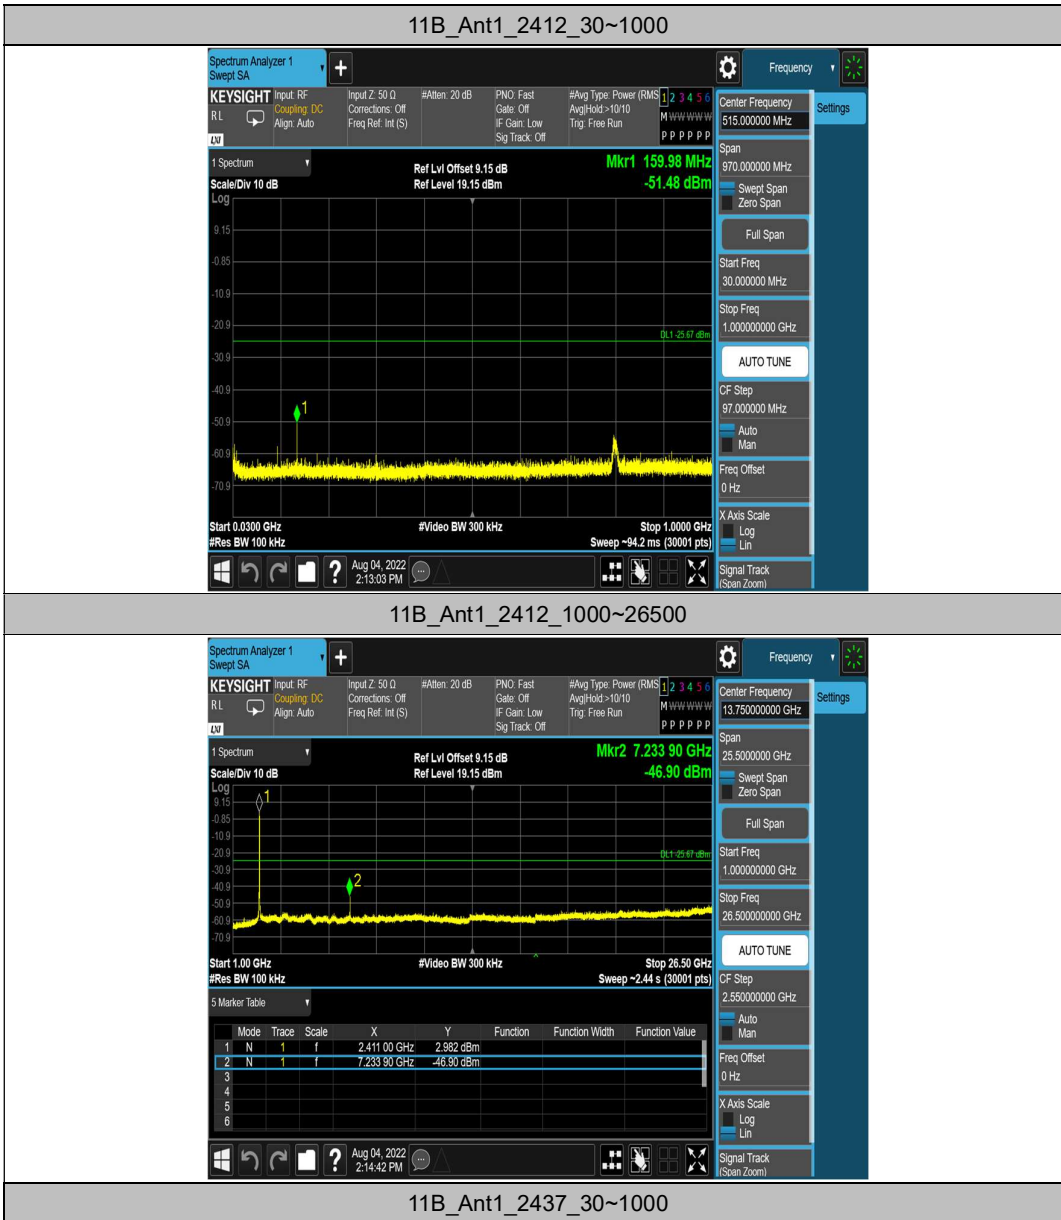 11B_Ant1_2412_30~1000
Spectrum Analyzer 1
Swept SA
+
Frequency
KEYSIGHT
RL
LXI
Input: RF
Coupling: DC
Align: Auto
Input Z: 50 Ω
Corrections: Off
Freq Ref: Int (S)
#Atten: 20 dB
PNO: Fast
Gate: Off
IF Gain: Low
Sig Track: Off
#Avg Type: Power (RMS
Avg|Hold:>10/10
Trig: Free Run
1 2 3 4 5 6
M W W W W W
P P P P P P
Center Frequency
515.000000 MHz
Settings
Span
970.000000 MHz
Swept Span
Zero Span
Full Span
Start Freq
30.000000 MHz
Stop Freq
1.000000000 GHz
AUTO TUNE
CF Step
97.000000 MHz
Auto
Man
Freq Offset
0 Hz
X Axis Scale
Log
Lin
Signal Track
(Span Zoom)
1 Spectrum
Scale/Div 10 dB
Ref Lvl Offset 9.15 dB
Ref Level 19.15 dBm
Mkr1 159.98 MHz
-51.48 dBm
Log
9.15
-0.85
-10.9
-20.9
DL1 -25.67 dBm
-30.9
-40.9
1
-50.9
-60.9
-70.9
Start 0.0300 GHz
#Video BW 300 kHz
Stop 1.0000 GHz
#Res BW 100 kHz
Sweep ~94.2 ms (30001 pts)
?
Aug 04, 2022
2:13:03 PM
11B_Ant1_2412_1000~26500
Spectrum Analyzer 1
Swept SA
+
Frequency
KEYSIGHT
RL
LXI
Input: RF
Coupling: DC
Align: Auto
Input Z: 50 Ω
Corrections: Off
Freq Ref: Int (S)
#Atten: 20 dB
PNO: Fast
Gate: Off
IF Gain: Low
Sig Track: Off
#Avg Type: Power (RMS
Avg|Hold:>10/10
Trig: Free Run
1 2 3 4 5 6
M W W W W W
P P P P P P
Center Frequency
13.750000000 GHz
Settings
Span
25.5000000 GHz
Swept Span
Zero Span
Full Span
Start Freq
1.000000000 GHz
Stop Freq
26.500000000 GHz
AUTO TUNE
CF Step
2.550000000 GHz
Auto
Man
Freq Offset
0 Hz
X Axis Scale
Log
Lin
Signal Track
(Span Zoom)
1 Spectrum
Scale/Div 10 dB
Ref Lvl Offset 9.15 dB
Ref Level 19.15 dBm
Mkr2 7.233 90 GHz
-46.90 dBm
Log
1
9.15
-0.85
-10.9
-20.9
DL1 -25.67 dBm
-30.9
-40.9
2
-50.9
-60.9
-70.9
Start 1.00 GHz
#Video BW 300 kHz
Stop 26.50 GHz
#Res BW 100 kHz
Sweep ~2.44 s (30001 pts)
5 Marker Table
Mode Trace Scale X Y Function Function Width Function Value
1 N 1 f 2.411 00 GHz 2.982 dBm
2 N 1 f 7.233 90 GHz -46.90 dBm
3
4
5
6
?
Aug 04, 2022
2:14:42 PM
11B_Ant1_2437_30~1000